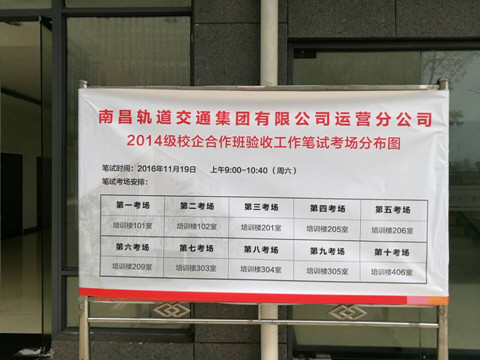 南昌轨道交通集团有限公司运营分公司
2014级校企合作班验收工作笔试考场分布图
笔试时间：2016年11月19日 上午9:00-10:40（周六）
笔试考场安排：
第一考场 第二考场 第三考场 第四考场 第五考场
培训楼101室 培训楼102室 培训楼201室 培训楼205室 培训楼206室
第六考场 第七考场 第八考场 第九考场 第十考场
培训楼209室 培训楼303室 培训楼304室 培训楼305室 培训楼406室